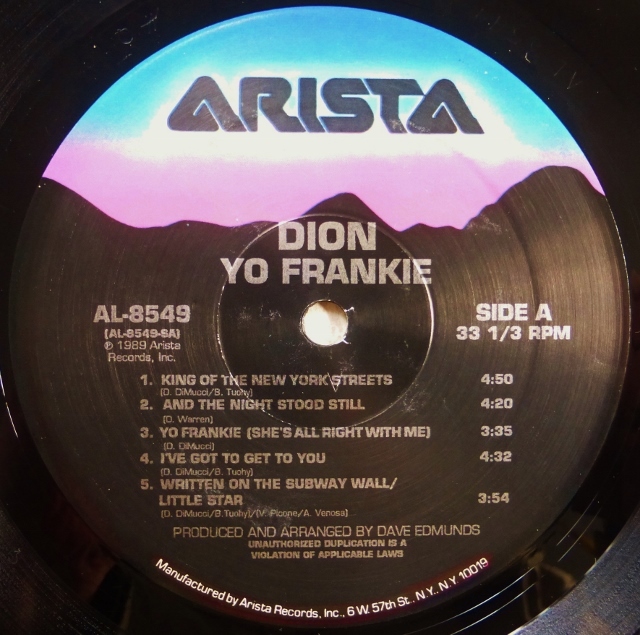 ARISTA
DION
YO FRANKIE
AL-8549
(AL-8549-SA)
℗ 1989 Arista
Records, Inc.
SIDE A
33 1/3 RPM
1. KING OF THE NEW YORK STREETS 4:50
(D. DiMucci/B. Tuohy)
2. AND THE NIGHT STOOD STILL 4:20
(D. Warren)
3. YO FRANKIE (SHE'S ALL RIGHT WITH ME) 3:35
(D. DiMucci)
4. I'VE GOT TO GET TO YOU 4:32
(D. DiMucci/B. Tuohy)
5. WRITTEN ON THE SUBWAY WALL/
LITTLE STAR 3:54
(D. DiMucci/B.Tuohy)/(V. Picone/A. Venosa)
PRODUCED AND ARRANGED BY DAVE EDMUNDS
UNAUTHORIZED DUPLICATION IS A
VIOLATION OF APPLICABLE LAWS
Manufactured by Arista Records, Inc., 6 W. 57th St., N.Y., N.Y 10019